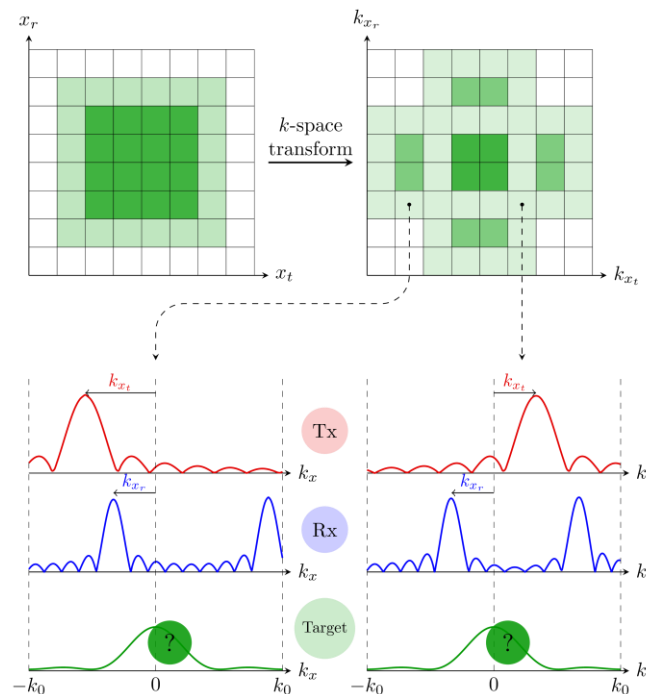 x_r
k_{x_r}
k-space
transform
x_t
k_{x_t}
k_{x_t}
k_{x_t}
Tx
k_x
k
k_{x_r}
k_{x_r}
Rx
k_x
k
Target
?
?
k_x
k
−k_0
0
k_0
−k_0
0
k_0